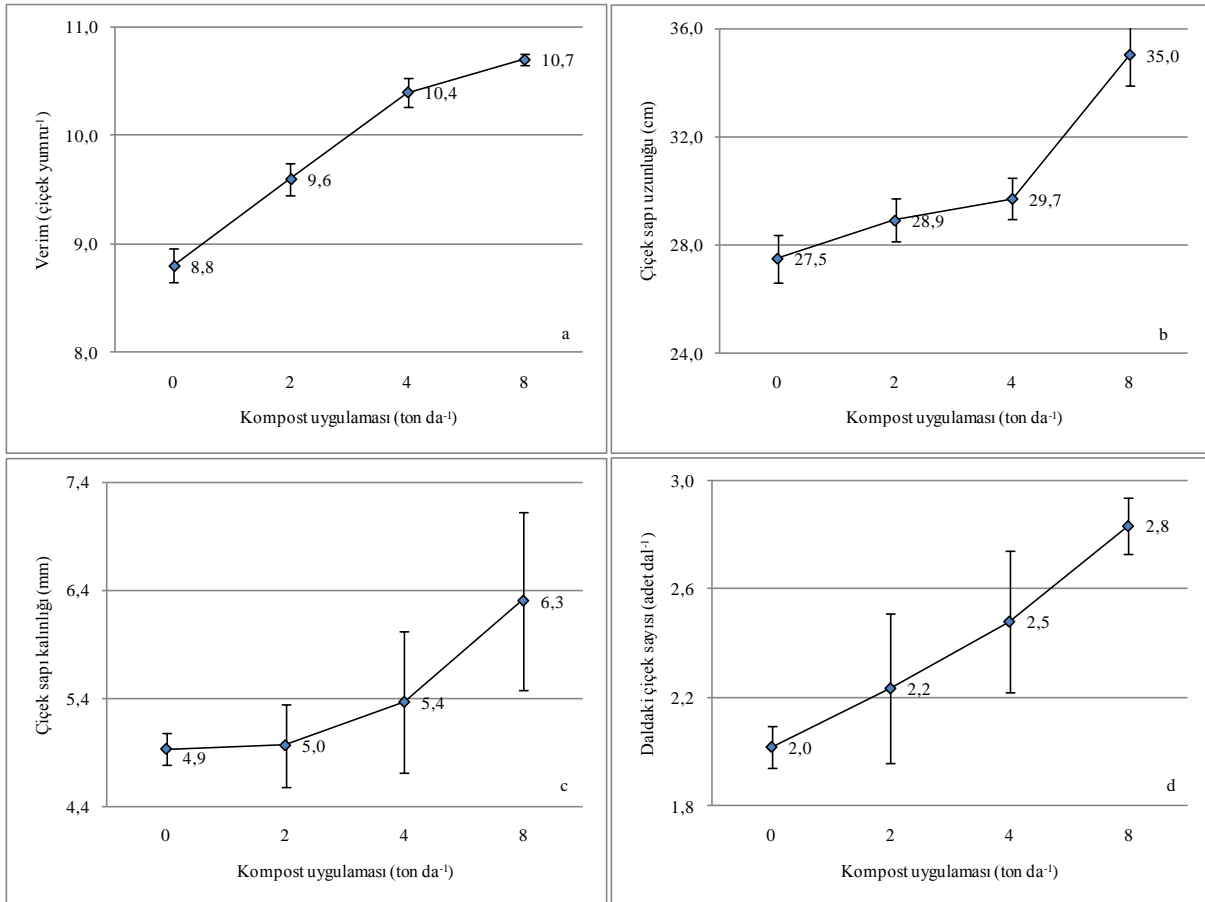 11,0
10,0
9,0
8,0
Verim (çiçek yumru-1)
8,8
9,6
10,4
10,7
a
0 2 4 8
Kompost uygulaması (ton da-1)
36,0
32,0
28,0
24,0
Çiçek sapı uzunluğu (cm)
27,5
28,9
29,7
35,0
b
0 2 4 8
Kompost uygulaması (ton da-1)
7,4
6,4
5,4
4,4
Çiçek sapı kalınlığı (mm)
4,9
5,0
5,4
6,3
c
0 2 4 8
Kompost uygulaması (ton da-1)
3,0
2,6
2,2
1,8
Daldaki çiçek sayısı (adet dal-1)
2,0
2,2
2,5
2,8
d
0 2 4 8
Kompost uygulaması (ton da-1)